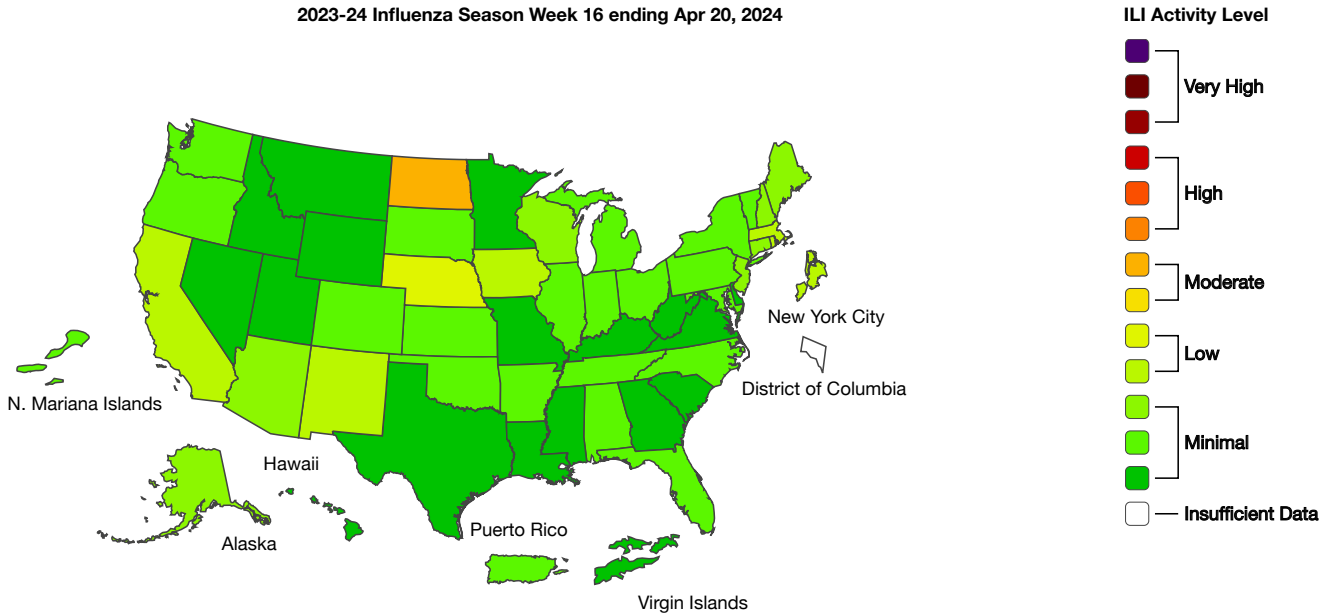 2023-24 Influenza Season Week 16 ending Apr 20, 2024
ILI Activity Level
Very High
High
Moderate
Low
Minimal
Insufficient Data
New York City
District of Columbia
N. Mariana Islands
Hawaii
Alaska
Puerto Rico
Virgin Islands